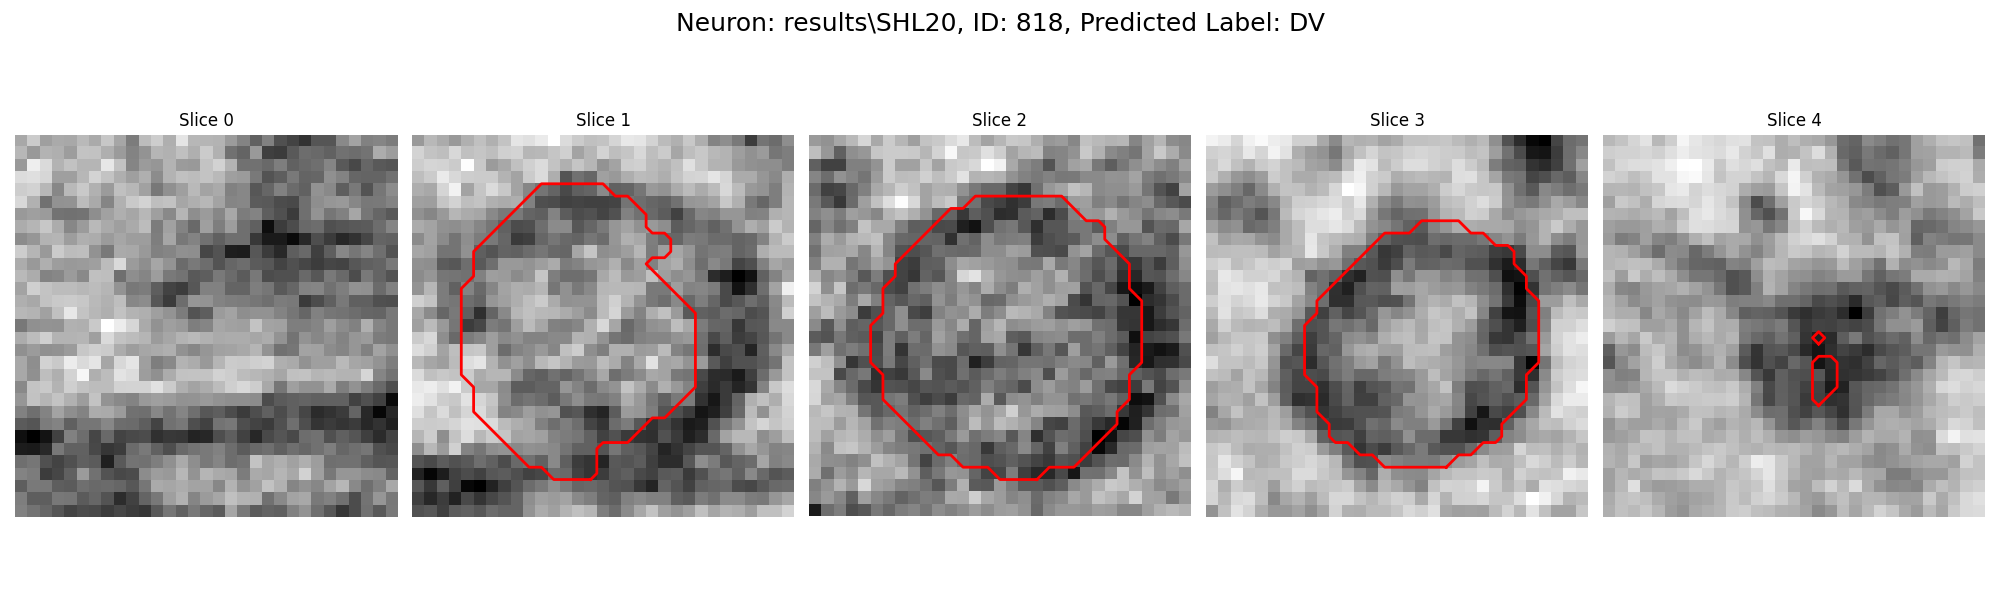 Neuron: results\SHL20, ID: 818, Predicted Label: DV
Slice 0
Slice 1
Slice 2
Slice 3
Slice 4